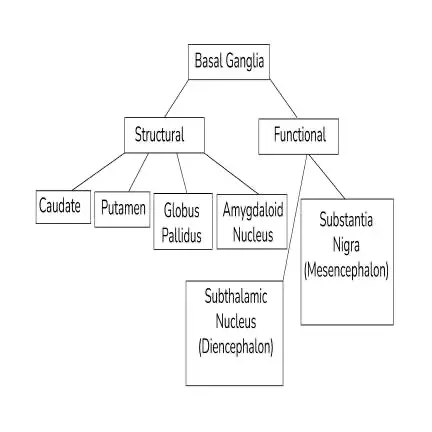 Basal Ganglia
Structural
Functional
Caudate
Putamen
Globus
Pallidus
Amygdaloid
Nucleus
Substantia
Nigra
(Mesencephalon)
Subthalamic
Nucleus
(Diencephalon)